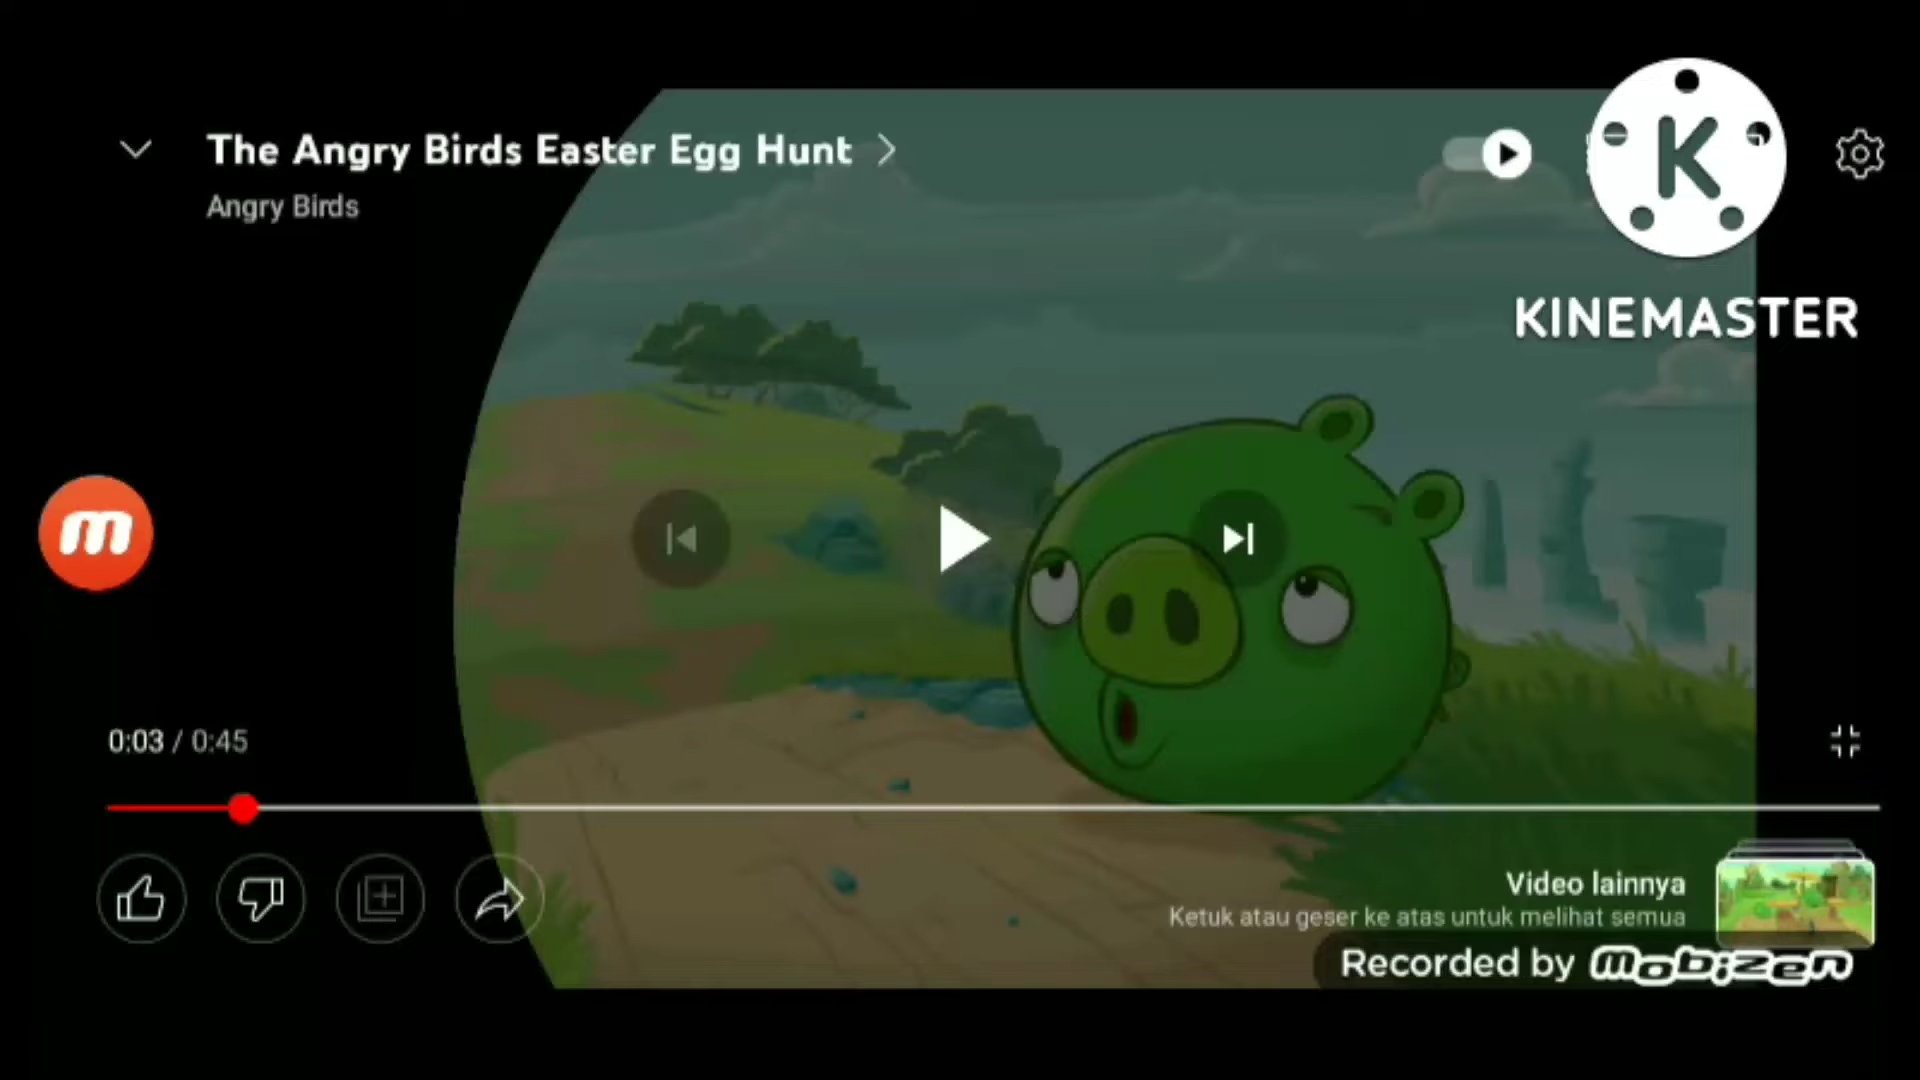 The Angry Birds Easter Egg Hunt
Angry Birds
K
KINEMASTER
m
0:03 / 0:45
Video lainnya
Ketuk atau geser ke atas untuk melihat semua
Recorded by mobizen